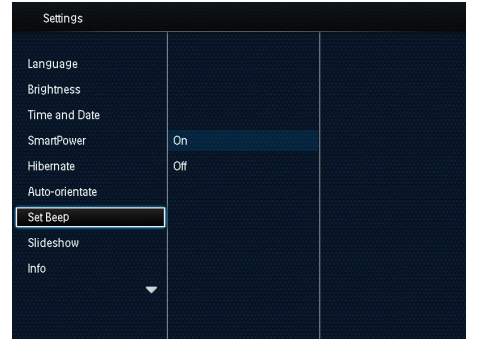 Settings
Language
Brightness
Time and Date
SmartPower
On
Hibernate
Off
Auto-orientate
Set Beep
Slideshow
Info